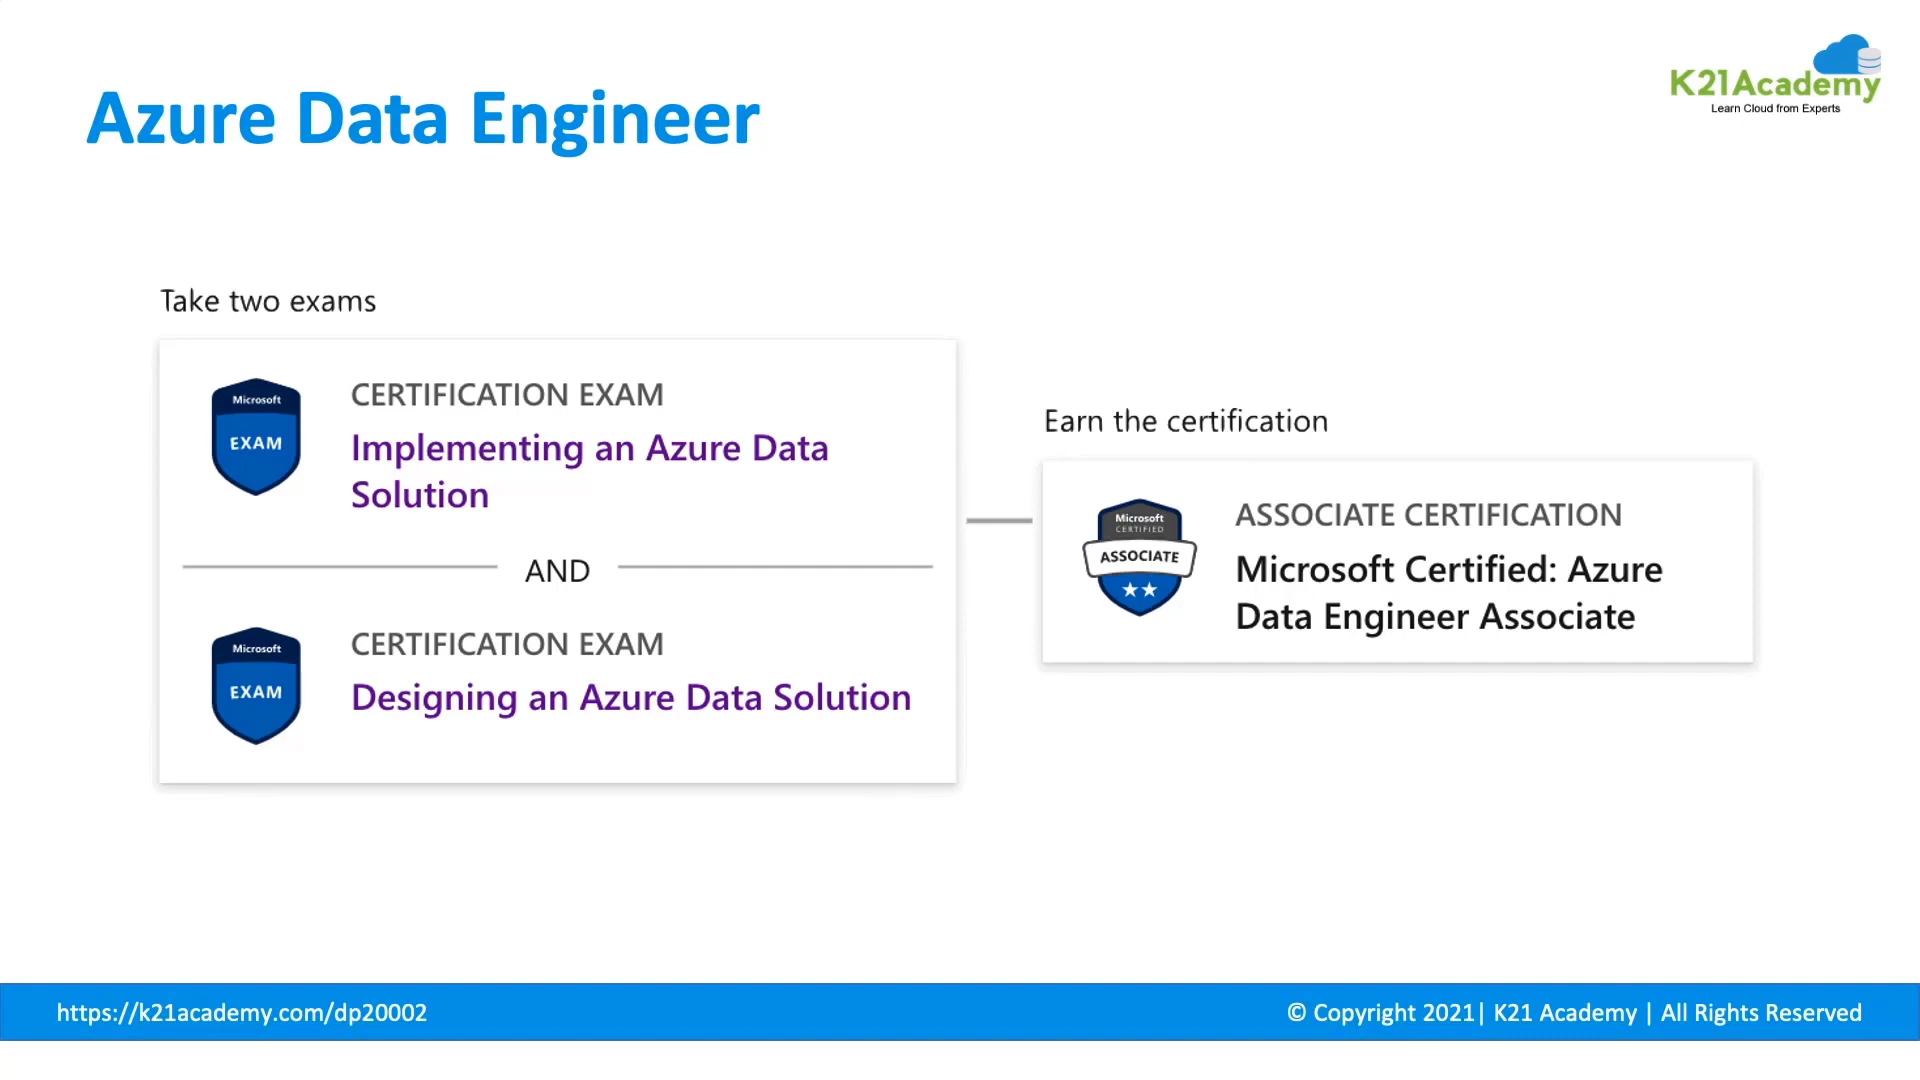 K21Academy
Learn Cloud from Experts
Azure Data Engineer
Take two exams
Microsoft
EXAM
CERTIFICATION EXAM
Implementing an Azure Data
Solution
AND
Microsoft
EXAM
CERTIFICATION EXAM
Designing an Azure Data Solution
Earn the certification
Microsoft
CERTIFIED
ASSOCIATE
ASSOCIATE CERTIFICATION
Microsoft Certified: Azure
Data Engineer Associate
https://k21academy.com/dp20002
© Copyright 2021| K21 Academy | All Rights Reserved